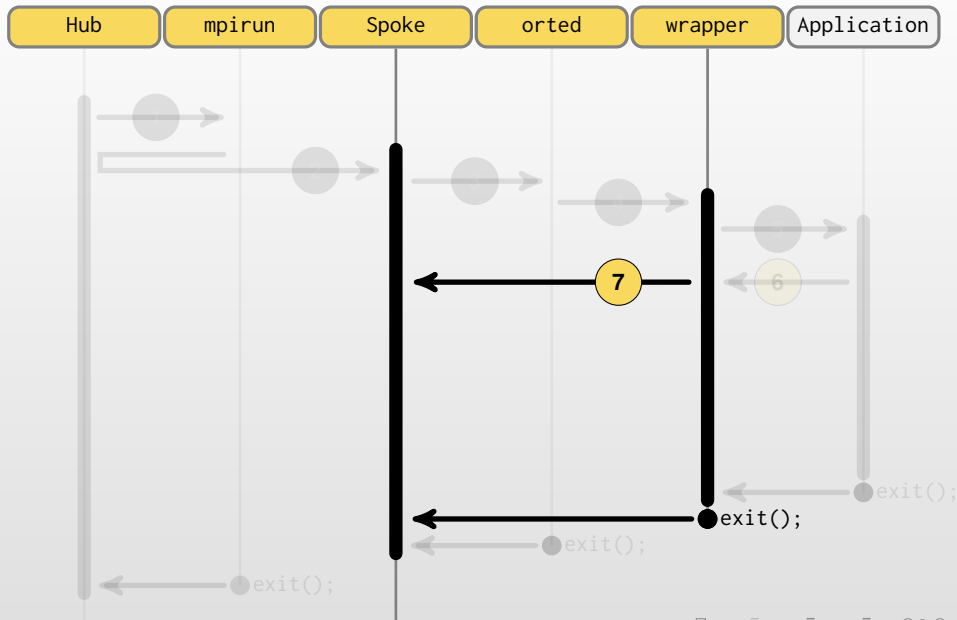 Hub mpirun Spoke orted wrapper Application
7 6
exit();
exit();
exit();
exit();